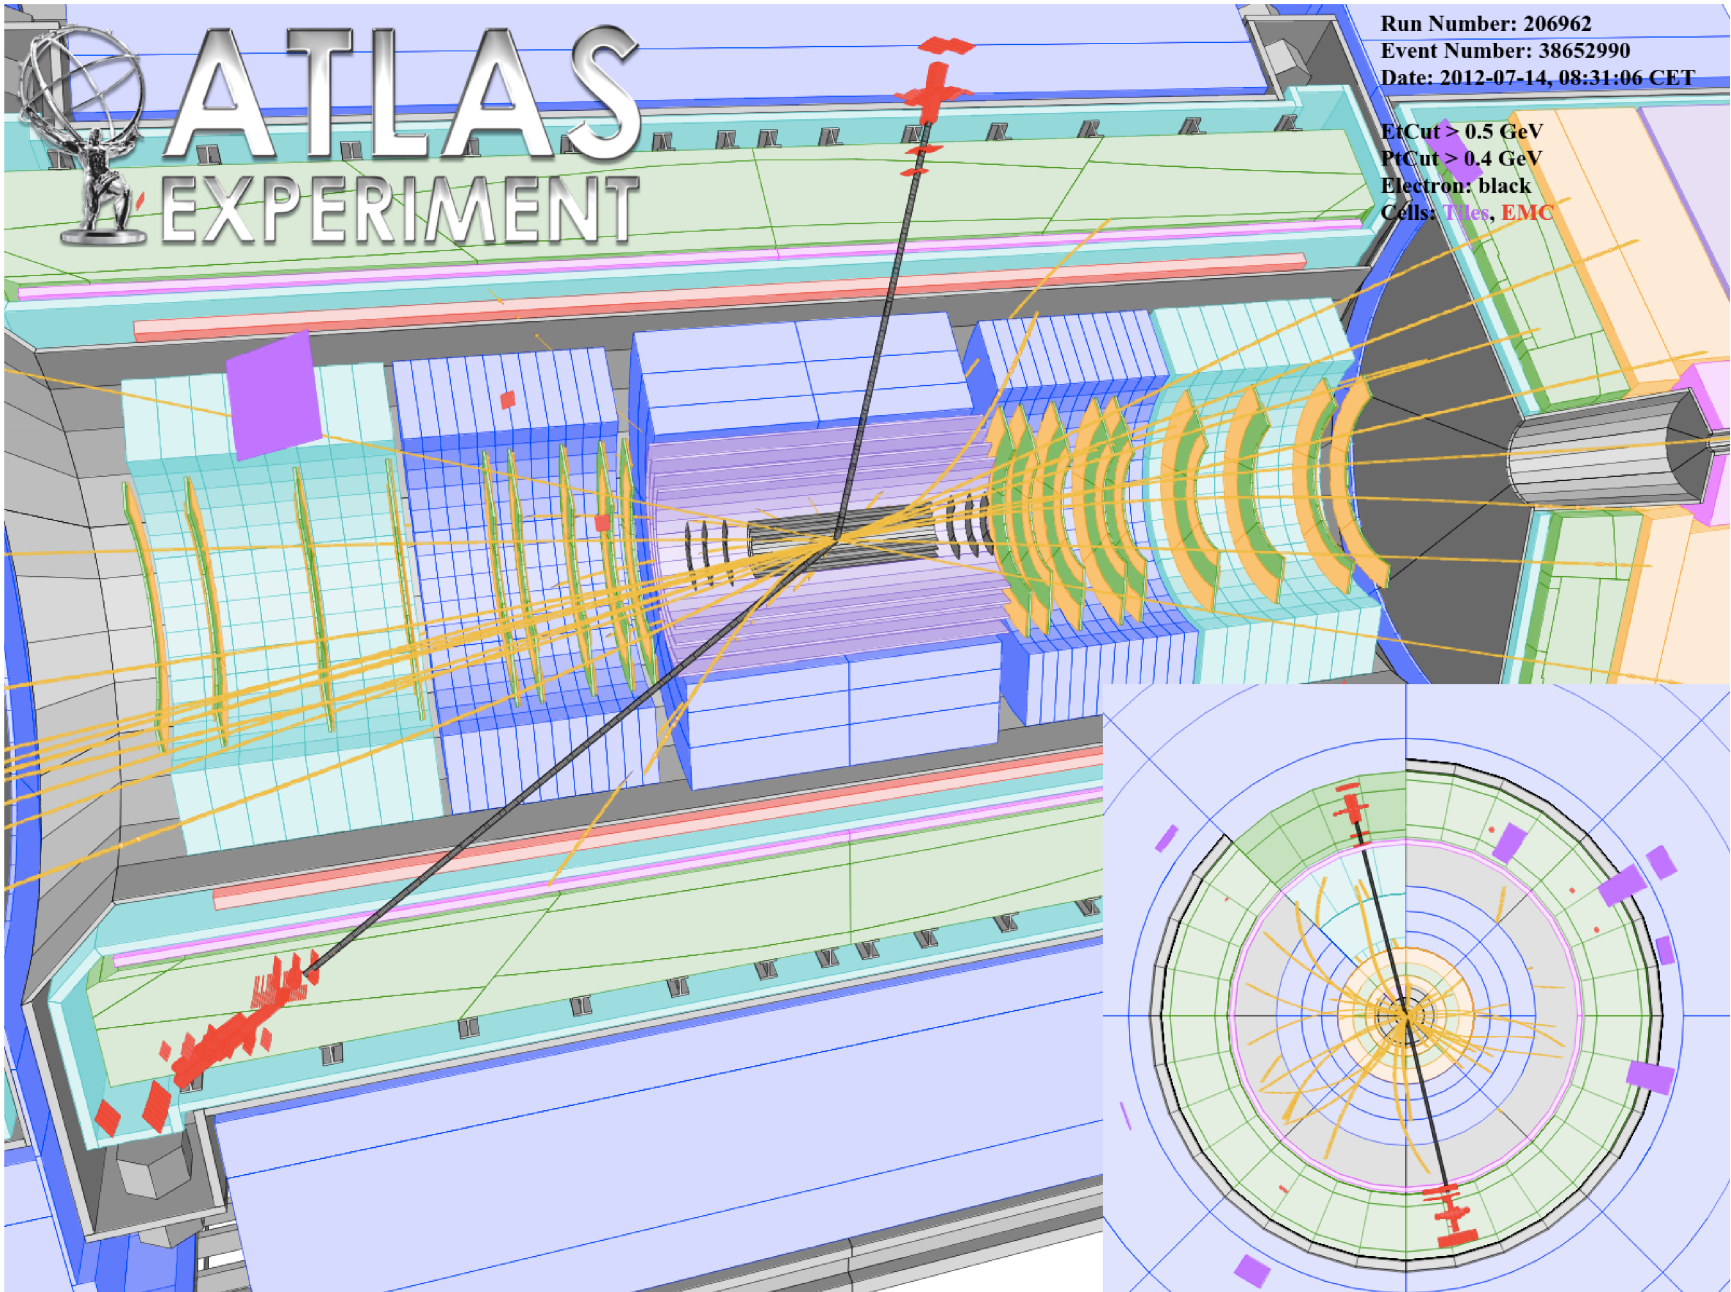 ATLAS
EXPERIMENT
Run Number: 206962
Event Number: 38652990
Date: 2012-07-14, 08:31:06 CET
EtCut > 0.5 GeV
PtCut > 0.4 GeV
Electron: black
Cells: Tiles, EMC